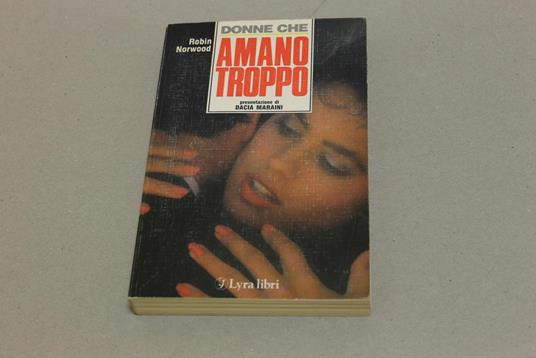 Robin
Norwood
DONNE CHE
AMANO
TROPPO
presentazione di
DACIA MARAINI
Lyra libri